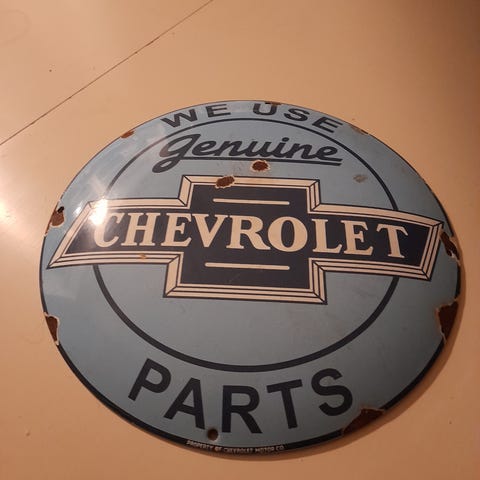 WE USE
Genuine
CHEVROLET
PARTS
PROPERTY OF CHEVROLET MOTOR CO.